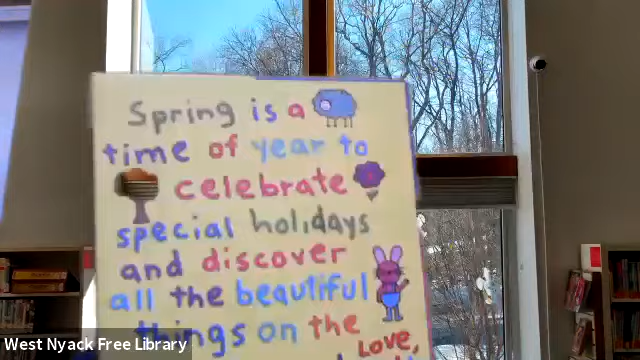 Spring is a
time of year to
celebrate
special holidays
and discover
all the beautiful
things on the
Love,
West Nyack Free Library